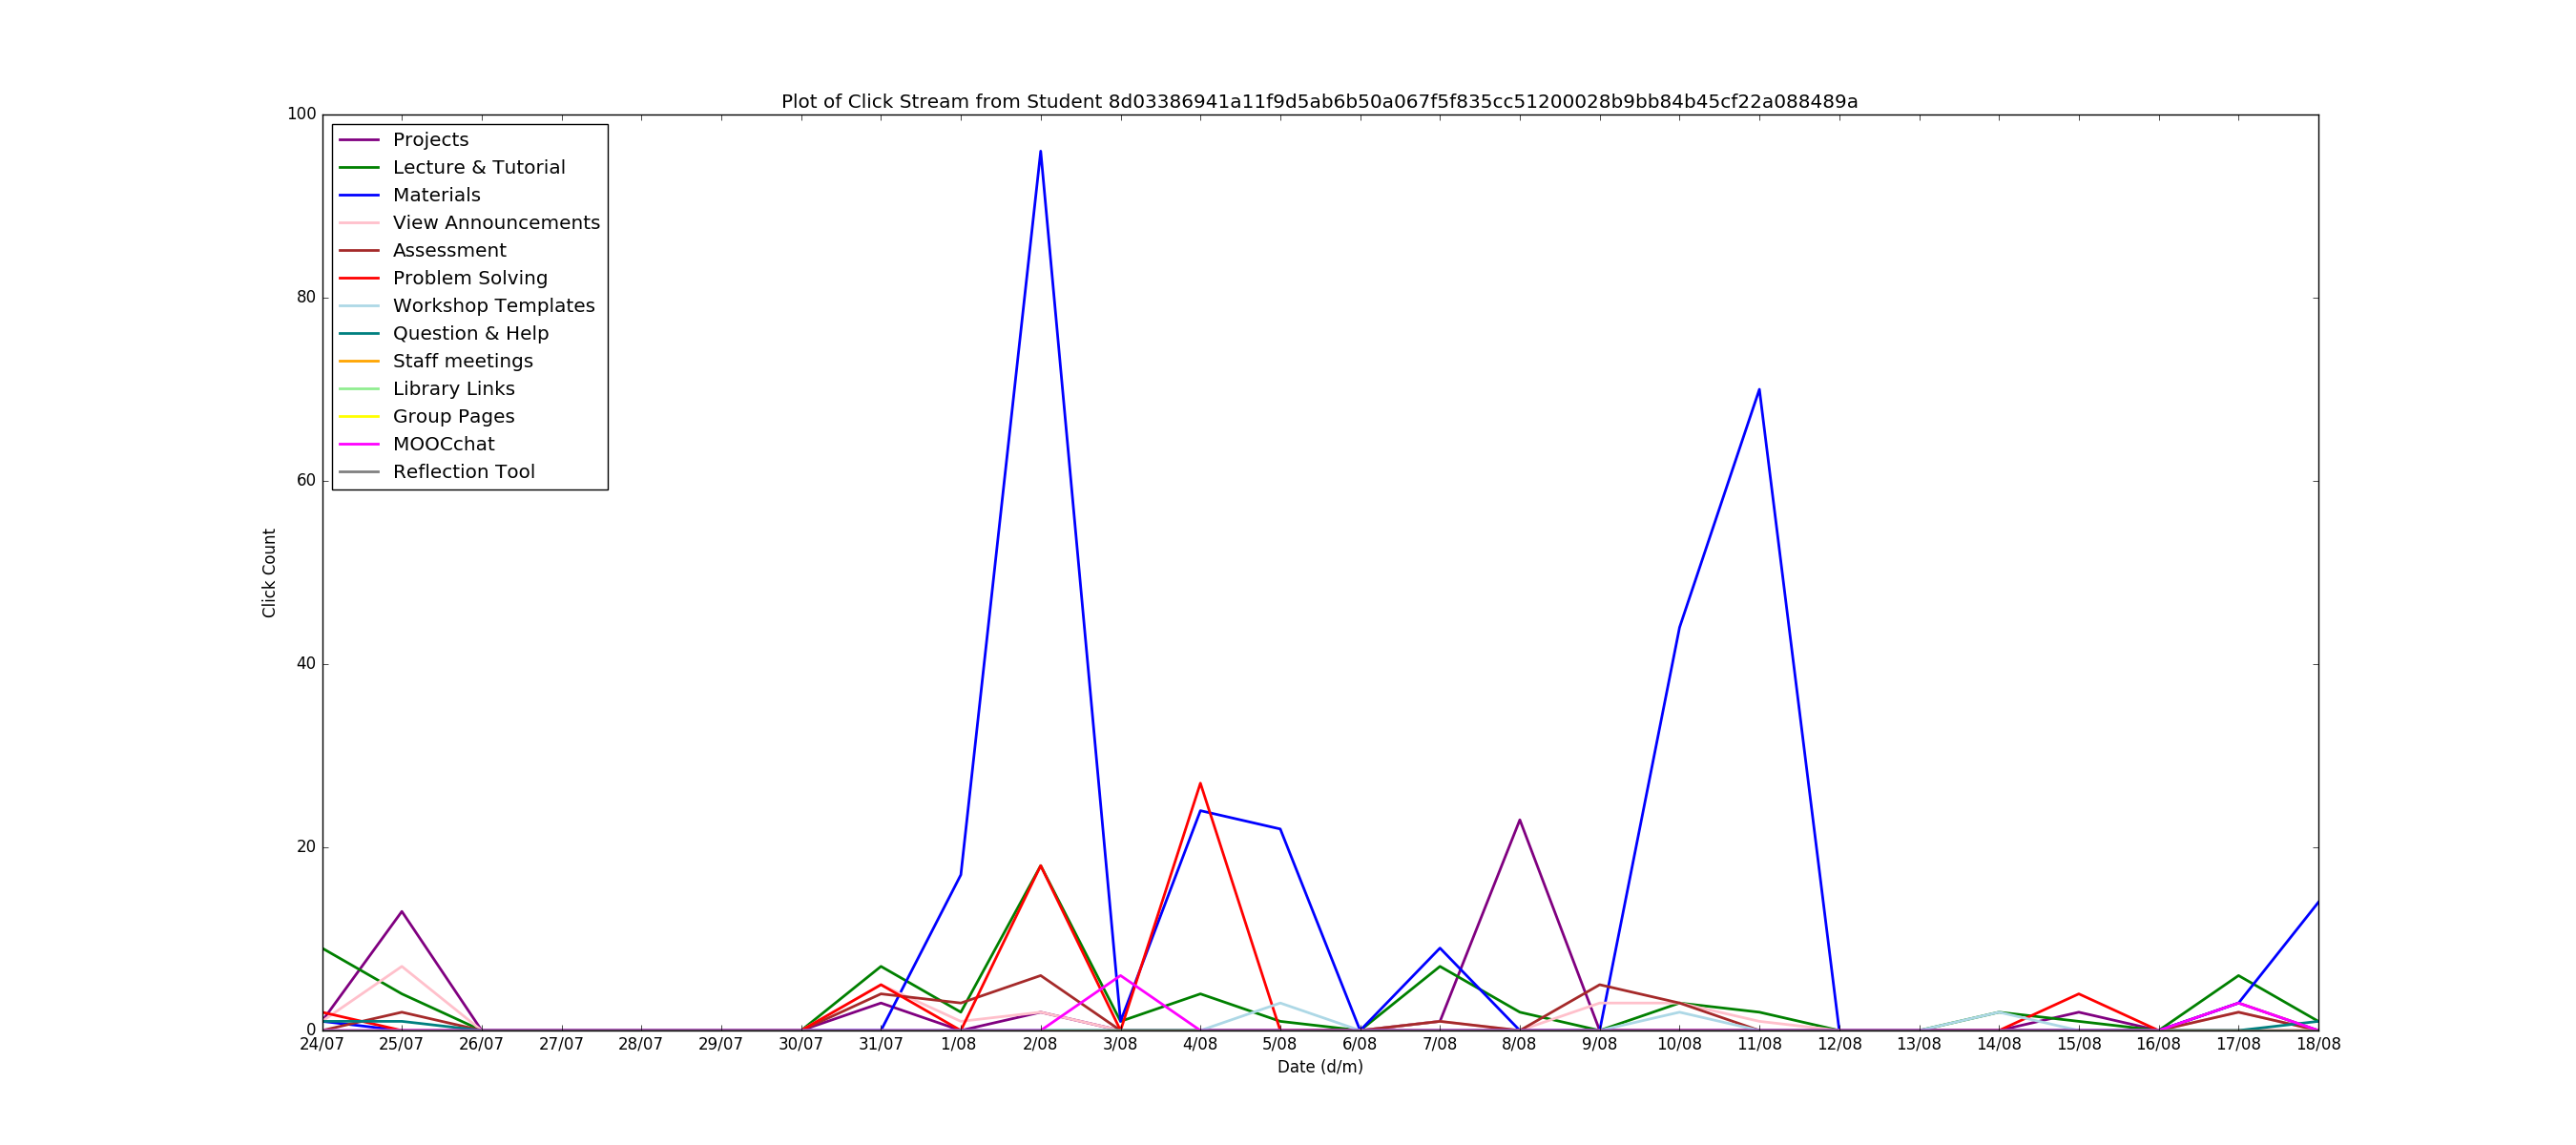 Plot of Click Stream from Student 8d03386941a11f9d5ab6b50a067f5f835cc51200028b9bb84b45cf22a088489a
100
80
60
40
20
0
Click Count
Projects
Lecture & Tutorial
Materials
View Announcements
Assessment
Problem Solving
Workshop Templates
Question & Help
Staff meetings
Library Links
Group Pages
MOOCchat
Reflection Tool
24/07 25/07 26/07 27/07 28/07 29/07 30/07 31/07 1/08 2/08 3/08 4/08 5/08 6/08 7/08 8/08 9/08 10/08 11/08 12/08 13/08 14/08 15/08 16/08 17/08 18/08
Date (d/m)